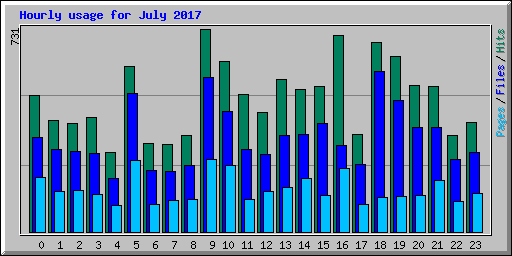 Hourly usage for July 2017
731
Pages / Files / Hits
0 1 2 3 4 5 6 7 8 9 10 11 12 13 14 15 16 17 18 19 20 21 22 23